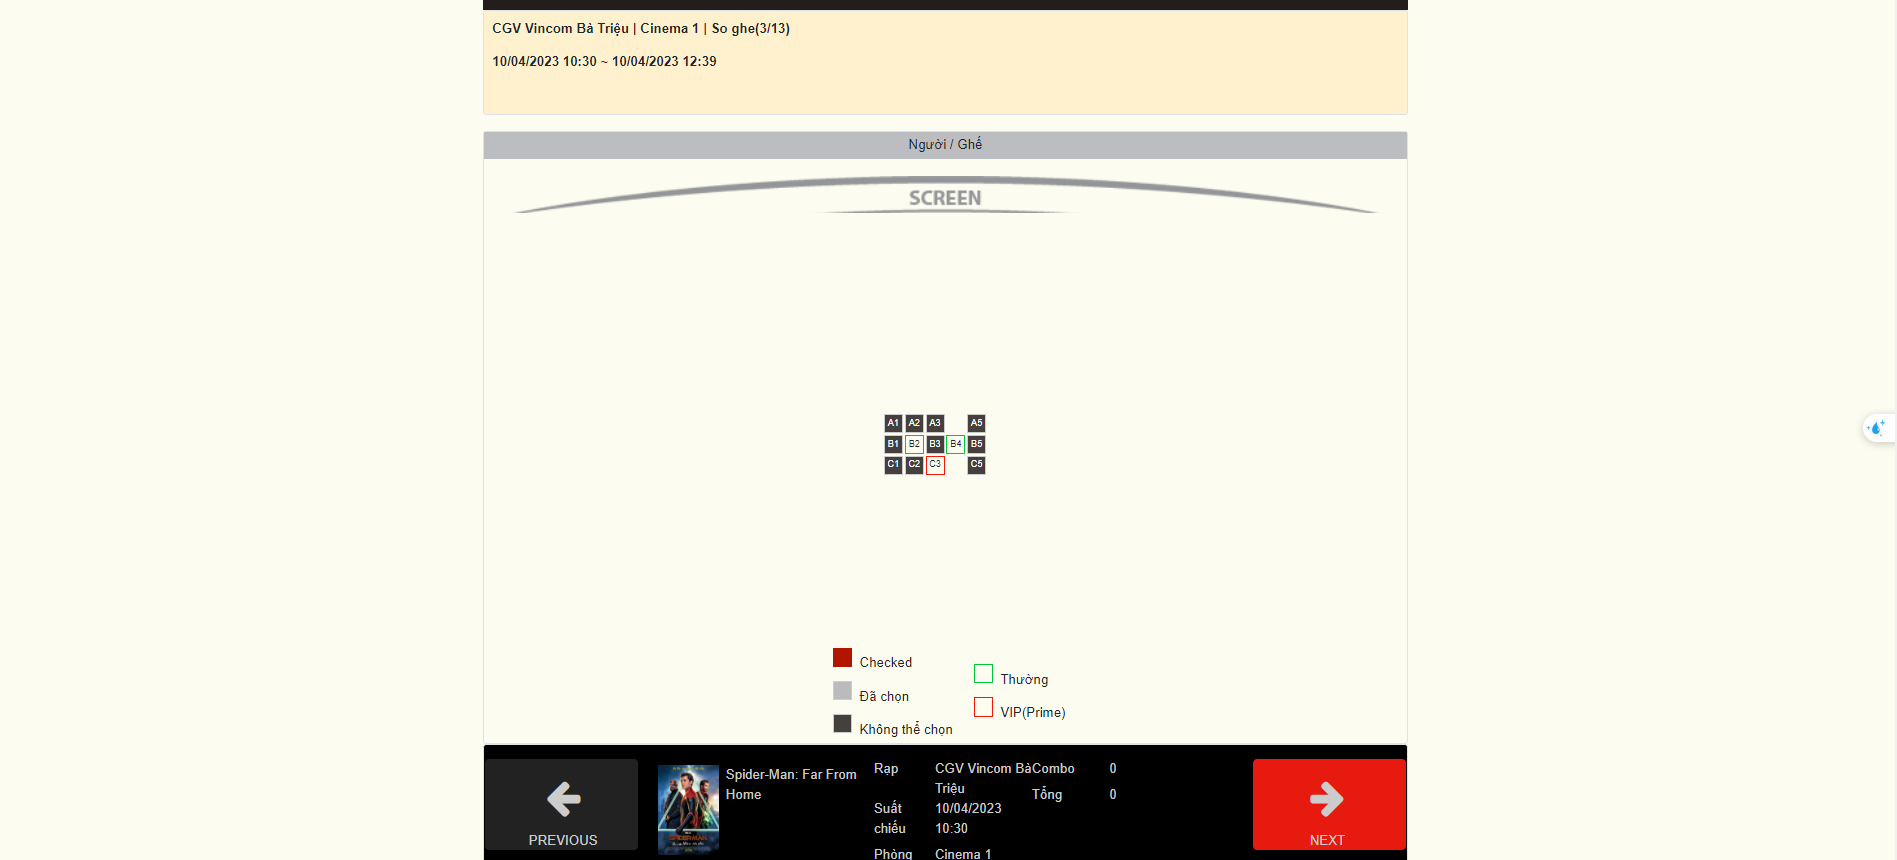 CGV Vincom Bà Triệu | Cinema 1 | So ghe(3/13)
10/04/2023 10:30 ~ 10/04/2023 12:39
Người / Ghế
SCREEN
A1 A2 A3 A5
B1 B2 B3 B4 B5
C1 C2 C3 C5
Checked
Đã chọn
Không thể chọn
Thường
VIP(Prime)
PREVIOUS
Spider-Man: Far From
Home
Rạp
CGV Vincom Bà
Triệu
Suất
chiếu
10/04/2023
10:30
Phòng
Cinema 1
Combo 0
Tổng 0
NEXT